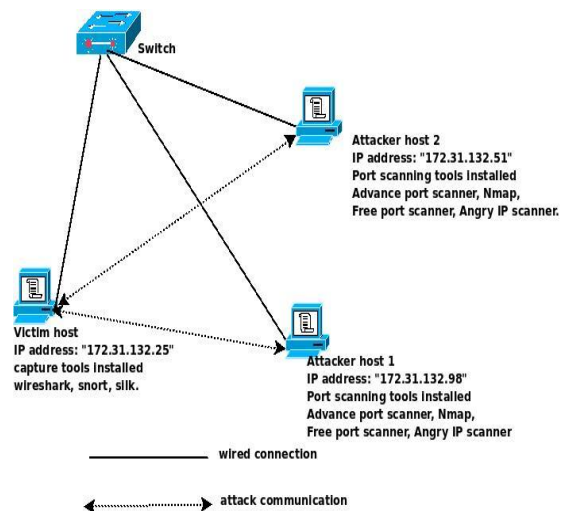 Switch
Attacker host 2
IP address: "172.31.132.51"
Port scanning tools installed
Advance port scanner, Nmap,
Free port scanner, Angry IP scanner.
Victim host
IP address: "172.31.132.25"
capture tools installed
wireshark, snort, silk.
Attacker host 1
IP address: "172.31.132.98"
Port scanning tools installed
Advance port scanner, Nmap,
Free port scanner, Angry IP scanner
wired connection
attack communication